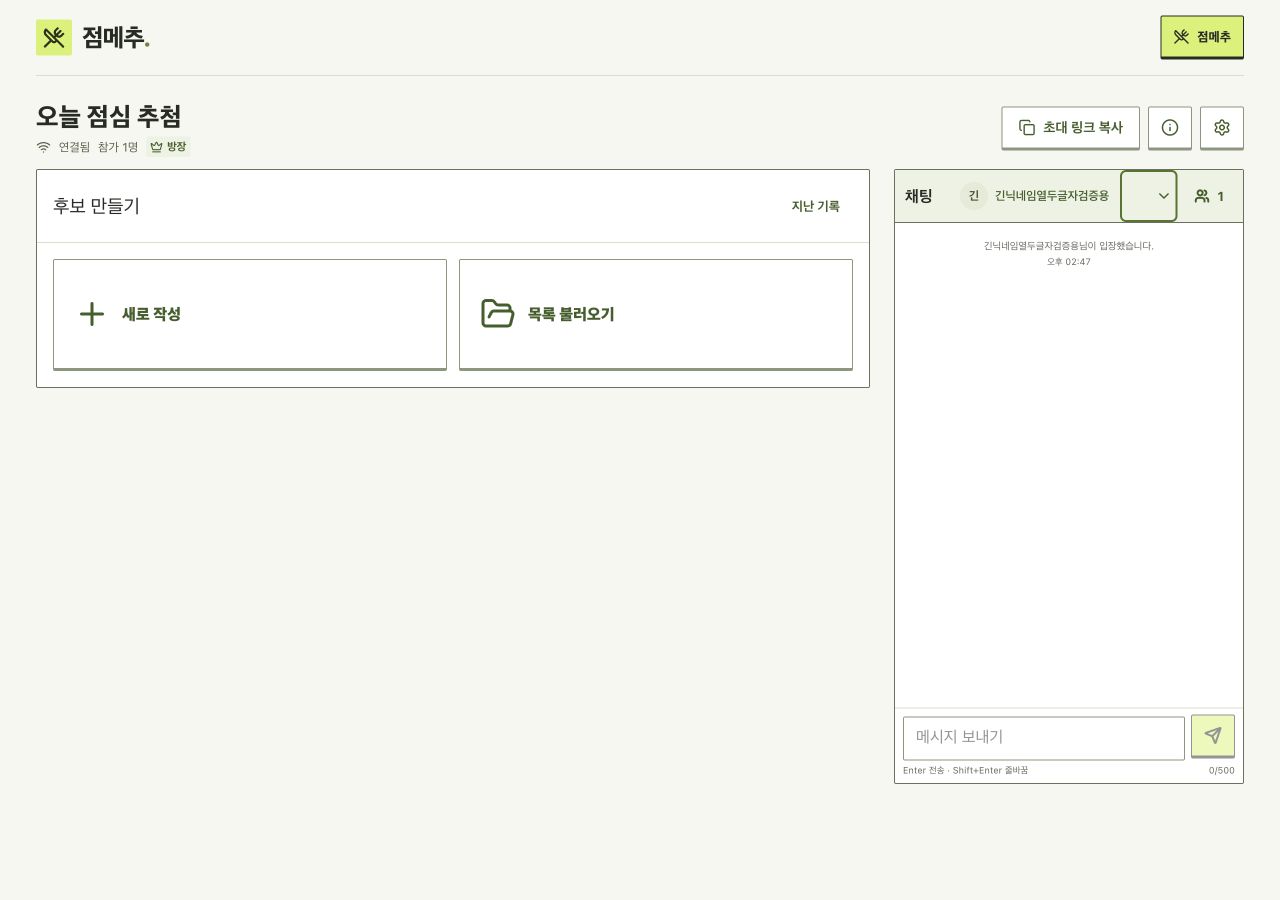 점메추.
점메추
오늘 점심 추첨
연결됨 참가 1명 방장
초대 링크 복사
후보 만들기
지난 기록
새로 작성
목록 불러오기
채팅
긴
긴닉네임열두글자검증용
1
긴닉네임열두글자검증용님이 입장했습니다.
오후 02:47
메시지 보내기
Enter 전송 · Shift+Enter 줄바꿈
0/500